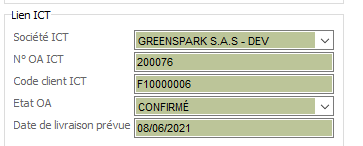 Lien ICT
Société ICT GREENSPARK S.A.S - DEV
N° OA ICT 200076
Code client ICT F10000006
Etat OA CONFIRMÉ
Date de livraison prévue 08/06/2021